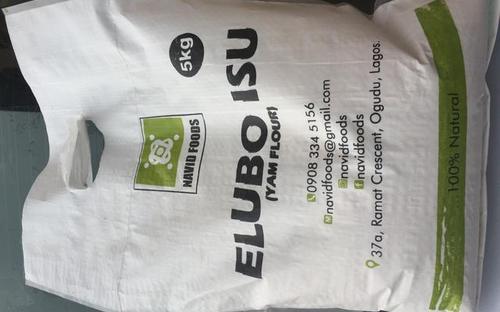 5kg
NAVID FOODS
ELUBO ISU
(YAM FLOUR)
0908 334 5156
navidfoods@gmail.com
navidfoods
navidfoods
37a, Ramat Crescent, Ogudu, Lagos.
100% Natural